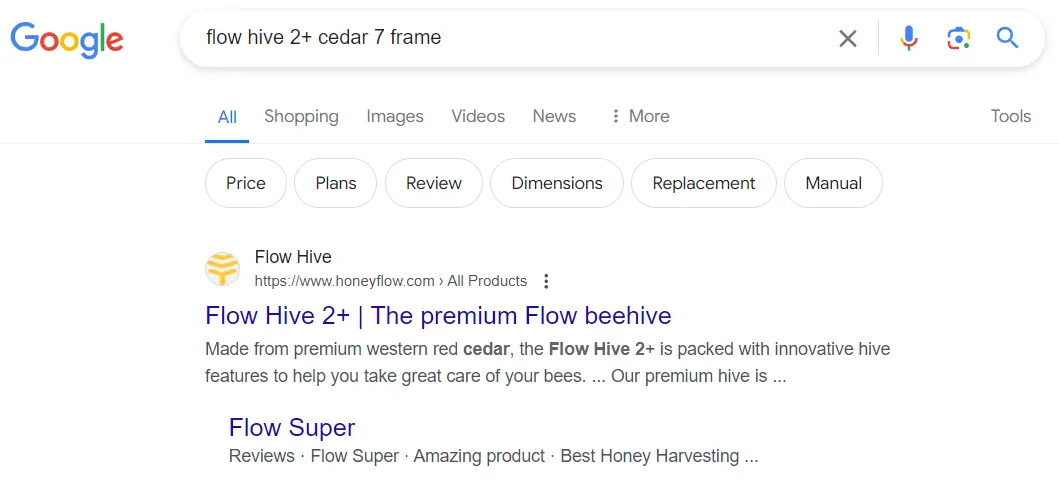 Google
flow hive 2+ cedar 7 frame
All Shopping Images Videos News More Tools
Price Plans Review Dimensions Replacement Manual
Flow Hive
https://www.honeyflow.com › All Products
Flow Hive 2+ | The premium Flow beehive
Made from premium western red cedar, the Flow Hive 2+ is packed with innovative hive
features to help you take great care of your bees. ... Our premium hive is ...
Flow Super
Reviews · Flow Super · Amazing product · Best Honey Harvesting ...